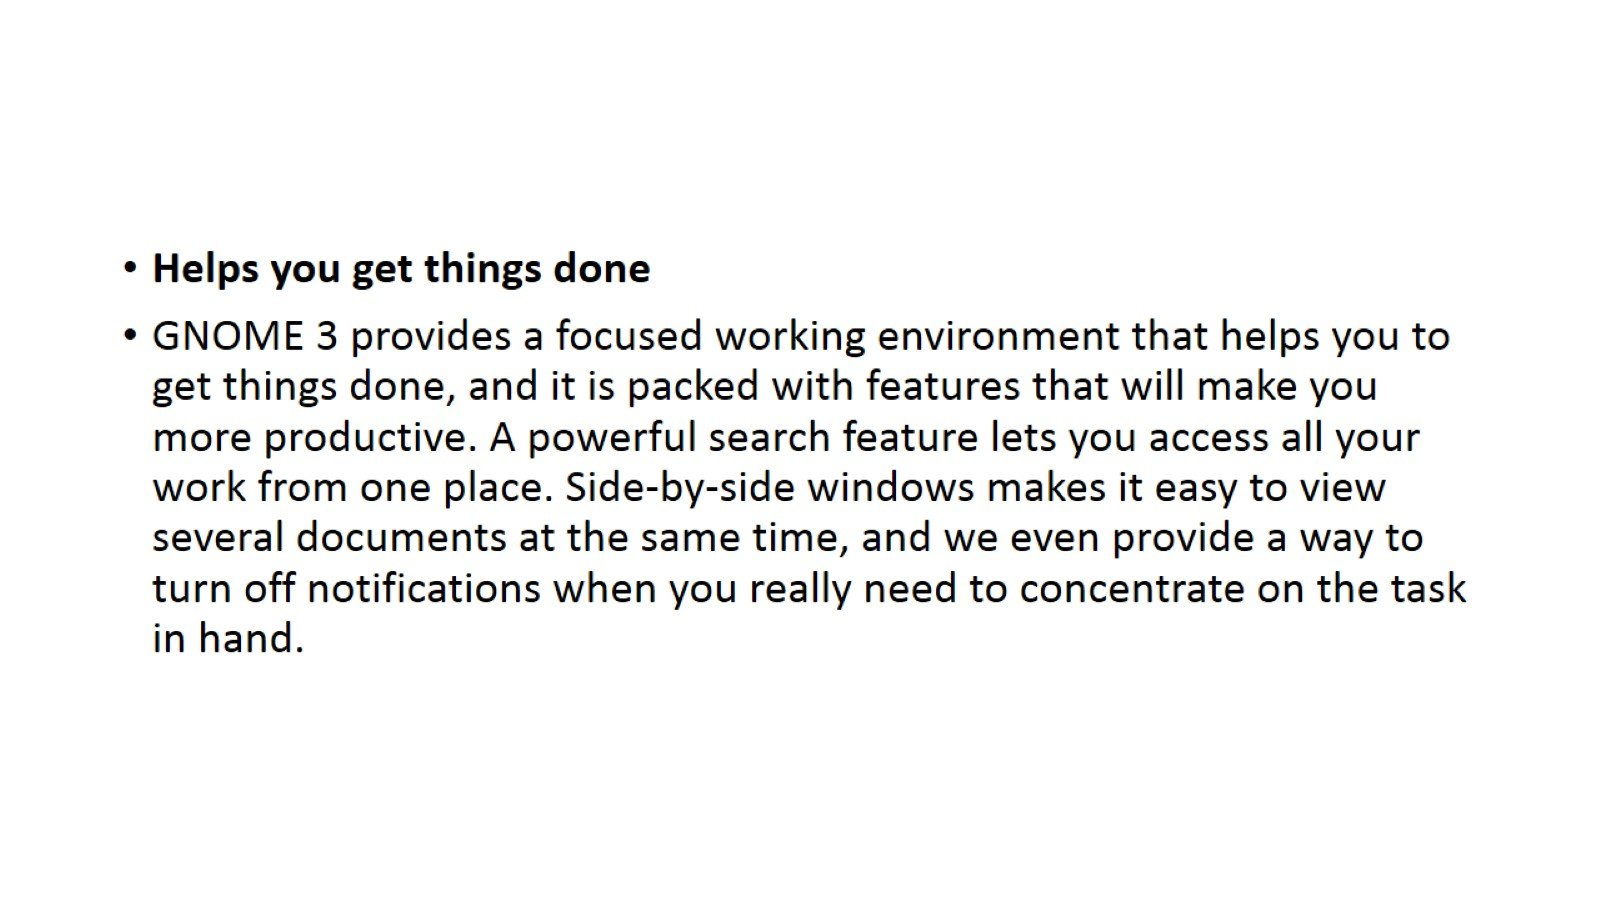 • Helps you get things done
• GNOME 3 provides a focused working environment that helps you to
get things done, and it is packed with features that will make you
more productive. A powerful search feature lets you access all your
work from one place. Side-by-side windows makes it easy to view
several documents at the same time, and we even provide a way to
turn off notifications when you really need to concentrate on the task
in hand.